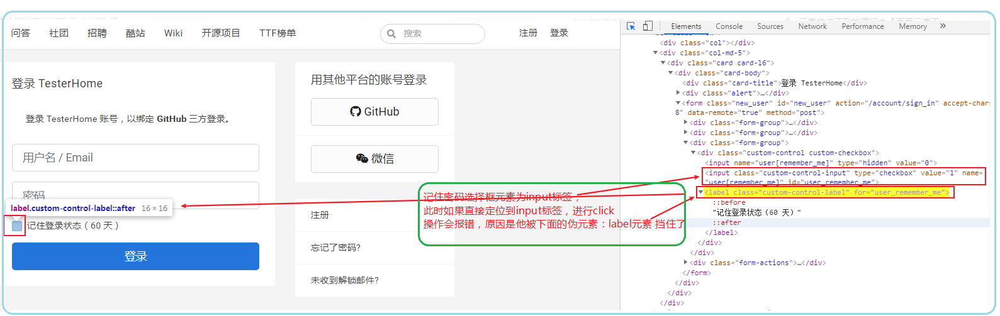 问答 社团 招聘 酷站 Wiki 开源项目 TTF榜单 搜索 注册 登录
登录 TesterHome
登录 TesterHome 账号，以绑定 GitHub 三方登录。
用户名 / Email
密码
label.custom-control-label::after 16 × 16
记住登录状态（60 天）
登录
用其他平台的账号登录
GitHub
微信
注册
忘记了密码?
未收到解锁邮件?
记住密码选择框元素为input标签，
此时如果直接定位到input标签，进行click
操作会报错，原因是他被下面的伪元素：label元素 挡住了
Elements Console Sources Network Performance Memory »
<div class="col"></div>
▼<div class="col-md-5">
▼<div class="card card-l6">
▼<div class="card-body">
<div class="card-title">登录 TesterHome</div>
▶<div class="alert">…</div>
▼<form class="new_user" id="new_user" action="/account/sign_in" accept-char
8" data-remote="true" method="post">
▶<div class="form-group">…</div>
▶<div class="form-group">…</div>
▼<div class="form-group">
▼<div class="custom-control custom-checkbox">
<input name="user[remember_me]" type="hidden" value="0">
<input class="custom-control-input" type="checkbox" value="1" name=
"user[remember_me]" id="user_remember_me">
▼<label class="custom-control-label" for="user_remember_me">
::before
"记住登录状态（60 天）"
::after
</label>
</div>
</div>
▶<div class="form-actions">…</div>
</form>
</div>
</div>
</div>